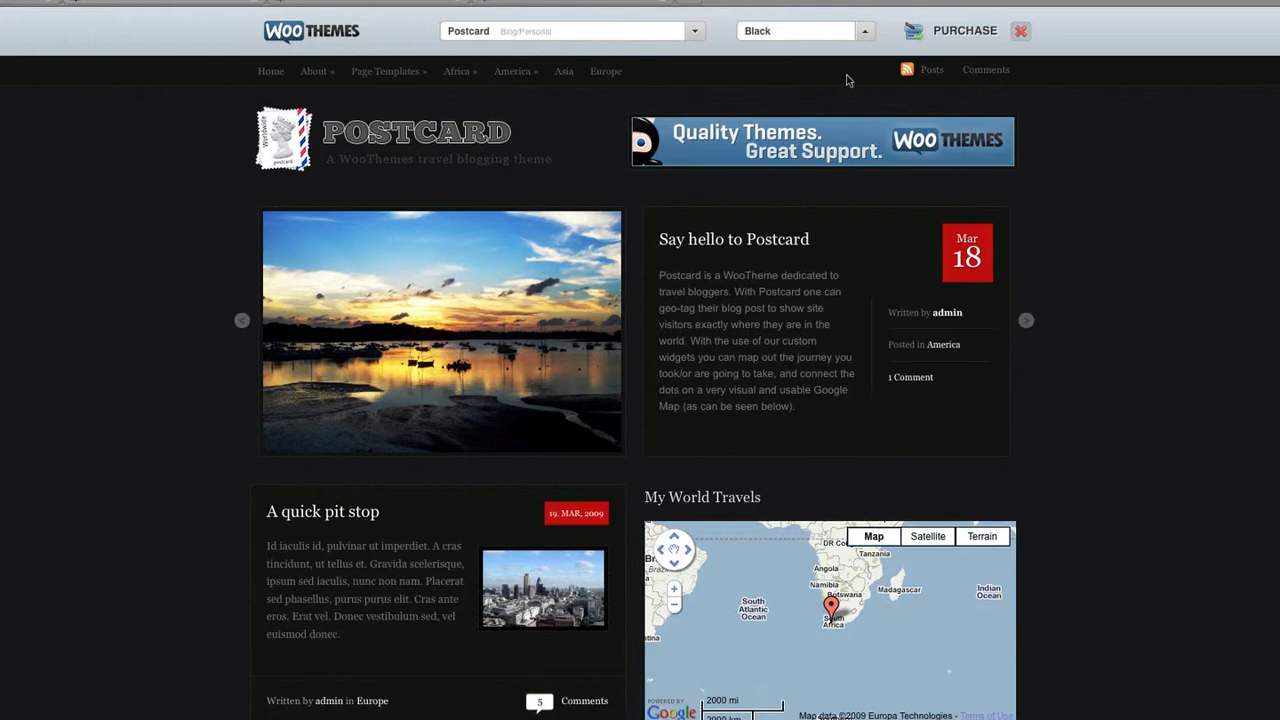 WOOTHEMES
Postcard Blog/Personal
Black
PURCHASE
Home About » Page Templates » Africa » America » Asia Europe
Posts Comments
Worldwide
postcard
POSTCARD
A WooThemes travel blogging theme
Quality Themes.
Great Support.
WOOTHEMES
Say hello to Postcard
Mar
18
Postcard is a WooTheme dedicated to
travel bloggers. With Postcard one can
geo-tag their blog post to show site
visitors exactly where they are in the
world. With the use of our custom
widgets you can map out the journey you
took/or are going to take, and connect the
dots on a very visual and usable Google
Map (as can be seen below).
Written by admin
Posted in America
1 Comment
A quick pit stop
19. MAR, 2009
Id iaculis id, pulvinar ut imperdiet. A cras
tincidunt, ut tellus et. Gravida scelerisque,
ipsum sed iaculis, nunc non nam. Placerat
sed phasellus, purus purus elit. Cras ante
eros. Erat vel. Donec vestibulum sed, vel
euismod donec.
Written by admin in Europe
5 Comments
My World Travels
Map Satellite Terrain
Tanzania
Angola
Namibia
Botswana
Madagascar
Indian
Ocean
South
Atlantic
Ocean
South
Africa
2000 mi
POWERED BY
Google
Map data ©2009 Europa Technologies - Terms of Use